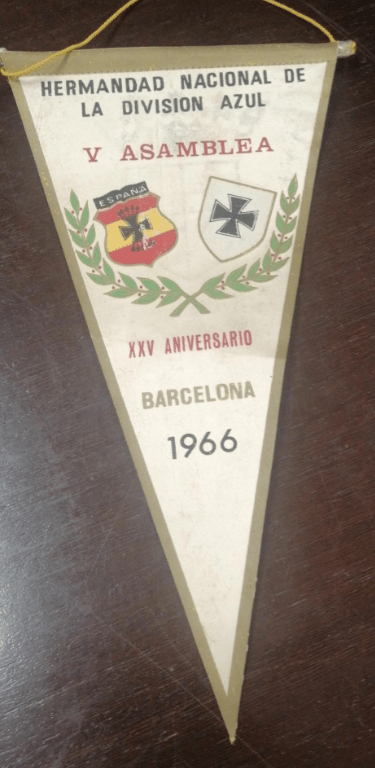 HERMANDAD NACIONAL DE
LA DIVISION AZUL
V ASAMBLEA
ESPAÑA
XXV ANIVERSARIO
BARCELONA
1966